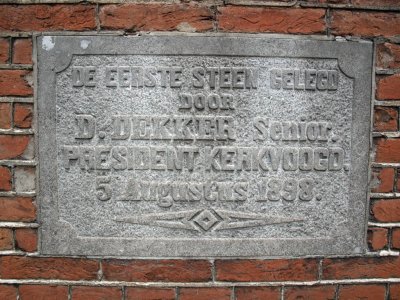 DE EERSTE STEEN GELEGD
DOOR
D. DEKKER Senior.
PRESIDENT KERKVOOGD.
5 Augustus 1898.